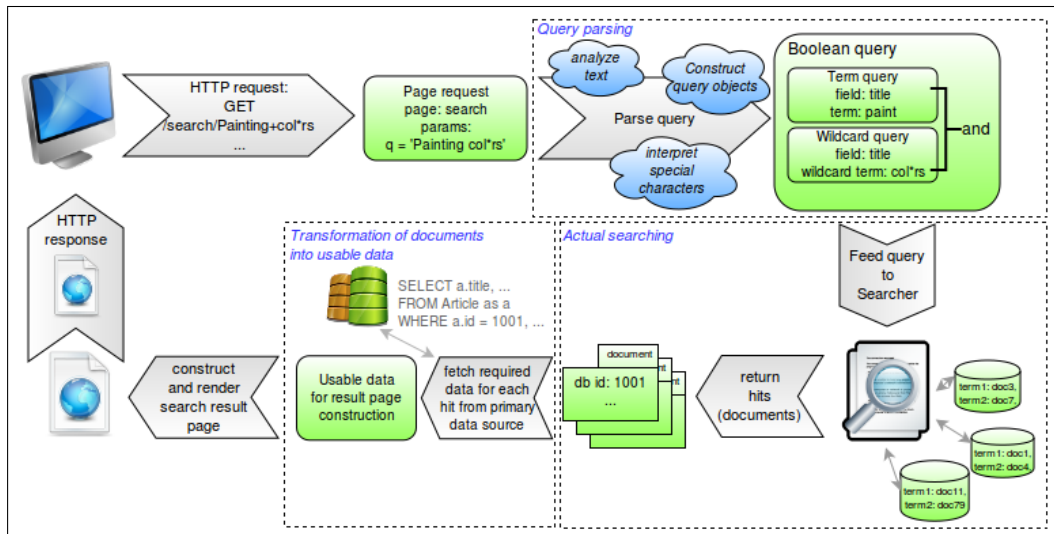 Query parsing
HTTP request:
GET
/search/Painting+col*rs
...
Page request
page: search
params:
q = 'Painting col*rs'
analyze
text
Construct
query objects
Parse query
interpret
special
characters
Boolean query
Term query
field: title
term: paint
Wildcard query
field: title
wildcard term: col*rs
and
HTTP
response
Transformation of documents
into usable data
SELECT a.title, ...
FROM Article as a
WHERE a.id = 1001, ...
construct
and render
search result
page
Usable data
for result page
construction
fetch required
data for each
hit from primary
data source
Actual searching
Feed query
to
Searcher
document
db id: 1001
...
return
hits
(documents)
term1: doc3,
term2: doc7,
term1: doc1,
term2: doc4,
term1: doc11,
term2: doc79